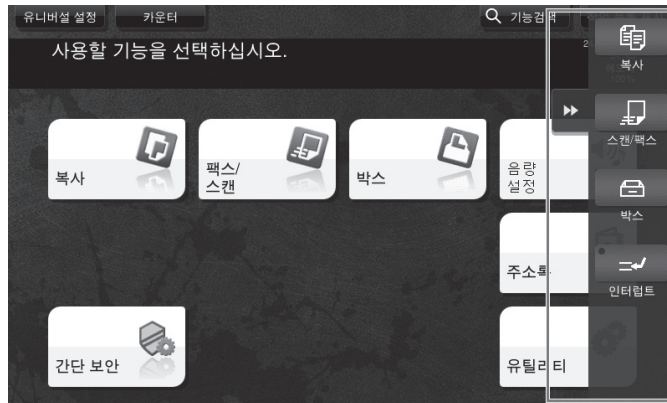 유니버설 설정
카운터
기능검색
사용할 기능을 선택하십시오.
복사
팩스/
스캔
박스
음량
설정
주소록
간단 보안
유틸리티
복사
스캔/팩스
박스
인터럽트